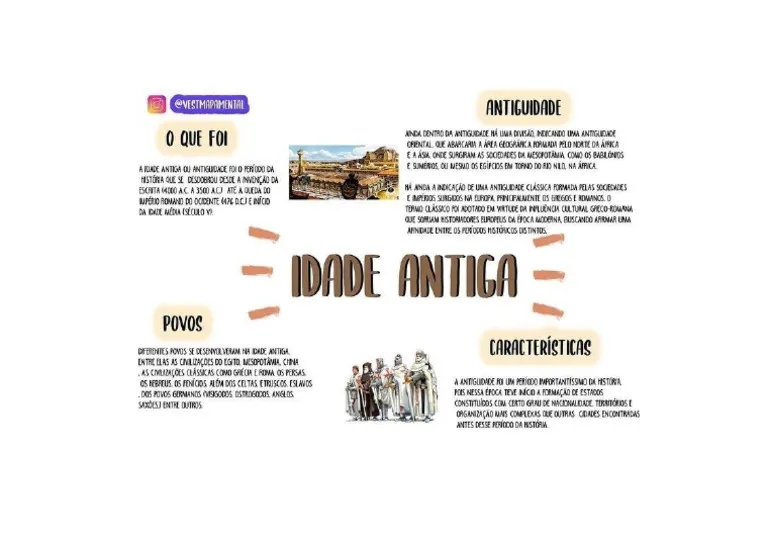 @VESTMAPAMENTAL
O QUE FOI
A IDADE ANTIGA OU ANTIGUIDADE FOI O PERÍODO DA
HISTÓRIA QUE SE DESDOBROU DESDE A INVENÇÃO DA
ESCRITA (4000 A.C. A 3500 A.C.) ATÉ A QUEDA DO
IMPÉRIO ROMANO DO OCIDENTE (476 D.C.) E INÍCIO
DA IDADE MÉDIA (SÉCULO V).
ANTIGUIDADE
AINDA DENTRO DA ANTIGUIDADE HÁ UMA DIVISÃO, INDICANDO UMA ANTIGUIDADE
ORIENTAL, QUE ABARCARIA A ÁREA GEOGRÁFICA FORMADA PELO NORTE DA ÁFRICA
E A ÁSIA, ONDE SURGIRAM AS SOCIEDADES DA MESOPOTÂMIA, COMO OS BABILÔNIOS
E SUMÉRIOS, OU MESMO OS EGÍPCIOS EM TORNO DO RIO NILO, NA ÁFRICA.
HÁ AINDA A INDICAÇÃO DE UMA ANTIGUIDADE CLÁSSICA FORMADA PELAS SOCIEDADES
E IMPÉRIOS SURGIDOS NA EUROPA, PRINCIPALMENTE OS GREGOS E ROMANOS. O
TERMO CLÁSSICO FOI ADOTADO EM VIRTUDE DA INFLUÊNCIA CULTURAL GRECO-ROMANA
QUE SOFRIAM HISTORIADORES EUROPEUS DA ÉPOCA MODERNA, BUSCANDO AFIRMAR UMA
AFINIDADE ENTRE OS PERÍODOS HISTÓRICOS DISTINTOS.
IDADE ANTIGA
POVOS
DIFERENTES POVOS SE DESENVOLVERAM NA IDADE ANTIGA,
ENTRE ELAS AS CIVILIZAÇÕES DO EGITO, MESOPOTÂMIA, CHINA
, AS CIVILIZAÇÕES CLÁSSICAS COMO GRÉCIA E ROMA, OS PERSAS,
OS HEBREUS, OS FENÍCIOS, ALÉM DOS CELTAS, ETRUSCOS, ESLAVOS
, DOS POVOS GERMANOS (VISIGODOS, OSTROGODOS, ANGLOS,
SAXÕES,) ENTRE OUTROS.
CARACTERÍSTICAS
A ANTIGUIDADE FOI UM PERÍODO IMPORTANTÍSSIMO DA HISTÓRIA,
POIS NESSA ÉPOCA TEVE INÍCIO A FORMAÇÃO DE ESTADOS
CONSTITUÍDOS COM CERTO GRAU DE NACIONALIDADE, TERRITÓRIOS E
ORGANIZAÇÃO MAIS COMPLEXAS QUE OUTRAS CIDADES ENCONTRADAS
ANTES DESSE PERÍODO DA HISTÓRIA.